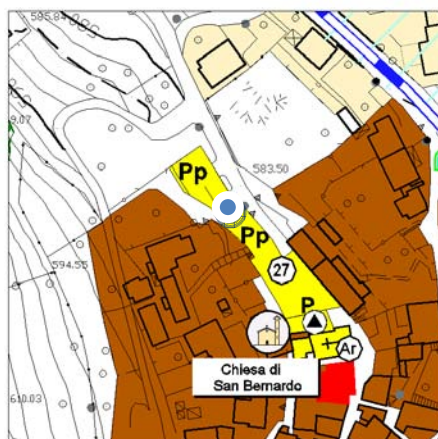 595.84
9.07
Pp
583.50
Pp
27
594.55
P
Ar
Chiesa di
San Bernardo
610.03